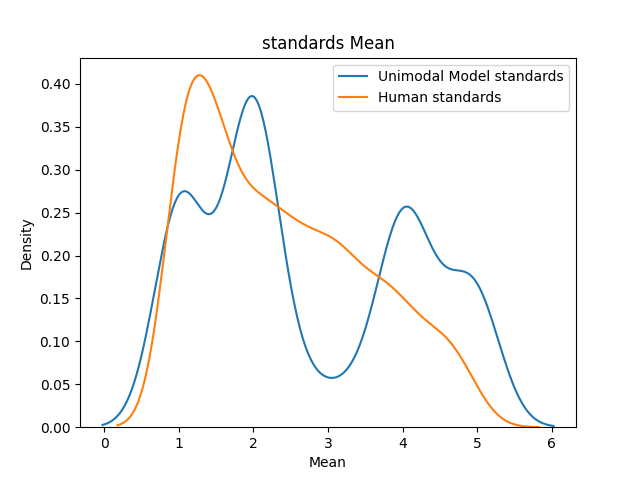 standards Mean
Unimodal Model standards
Human standards
0.40
0.35
0.30
0.25
0.20
0.15
0.10
0.05
0.00
Density
0 1 2 3 4 5 6
Mean